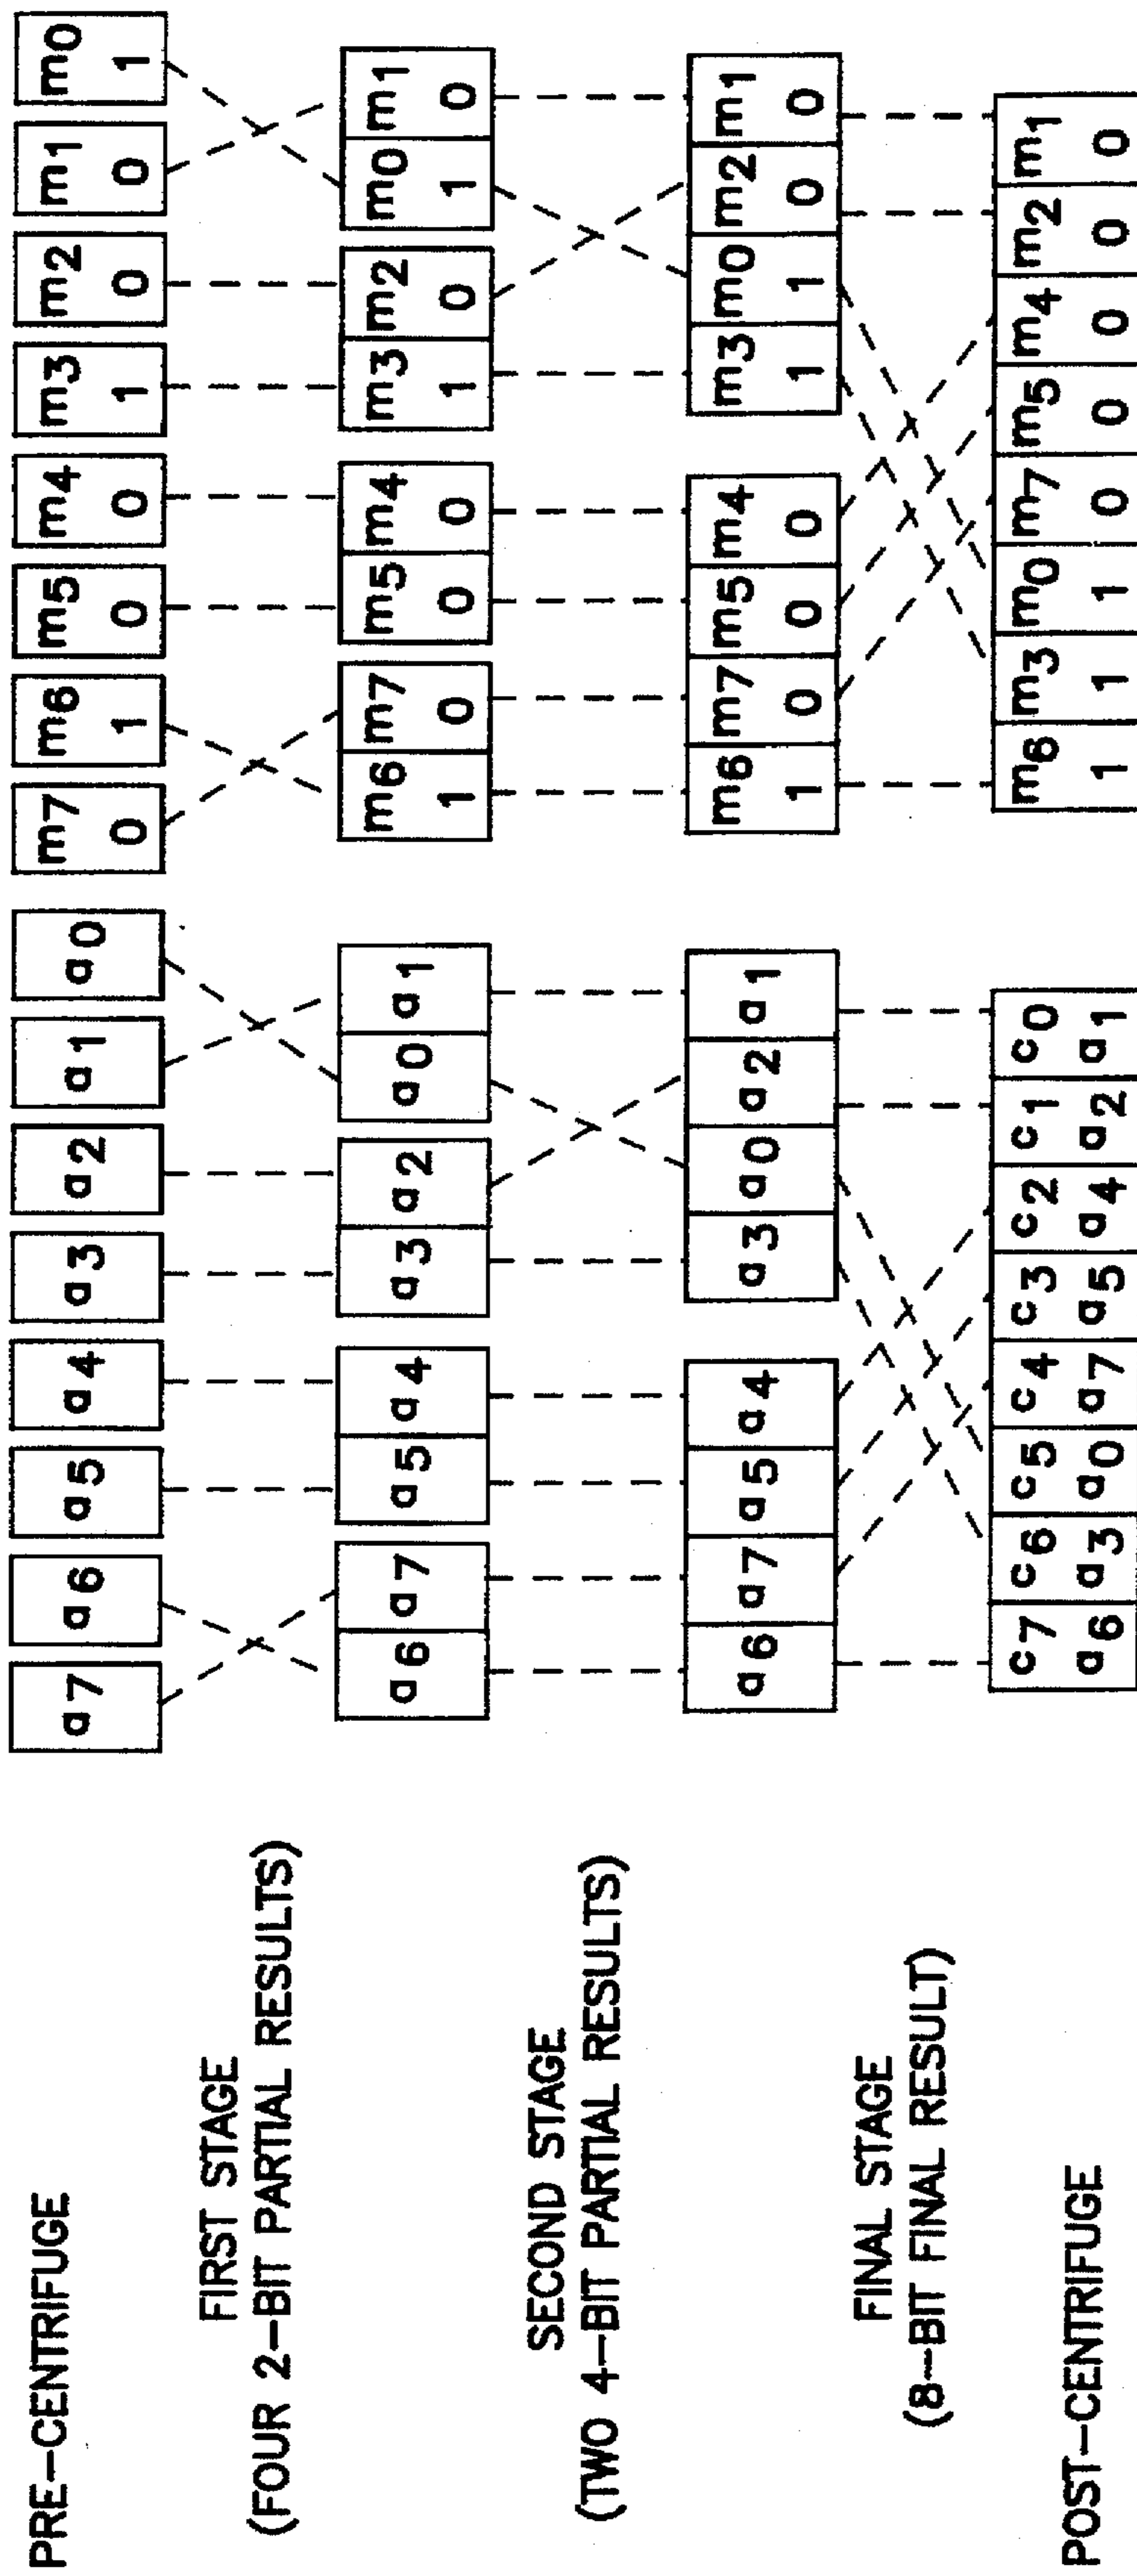 PRE-CENTRIFUGE
a7 a6 a5 a4 a3 a2 a1 a0 m7 m6 m5 m4 m3 m2 m1 m0
0 1 0 0 1 0 0 1
FIRST STAGE
(FOUR 2-BIT PARTIAL RESULTS)
a6 a7 a5 a4 a3 a2 a0 a1 m6 m7 m5 m4 m3 m2 m0 m1
1 0 0 0 1 0 1 0
SECOND STAGE
(TWO 4-BIT PARTIAL RESULTS)
a6 a7 a5 a4 a3 a0 a2 a1 m6 m7 m5 m4 m3 m0 m2 m1
1 0 0 0 1 1 0 0
FINAL STAGE
(8-BIT FINAL RESULT)
POST-CENTRIFUGE
c7 c6 c5 c4 c3 c2 c1 c0 m6 m3 m0 m7 m5 m4 m2 m1
a6 a3 a0 a7 a5 a4 a2 a1 1 1 1 0 0 0 0 0